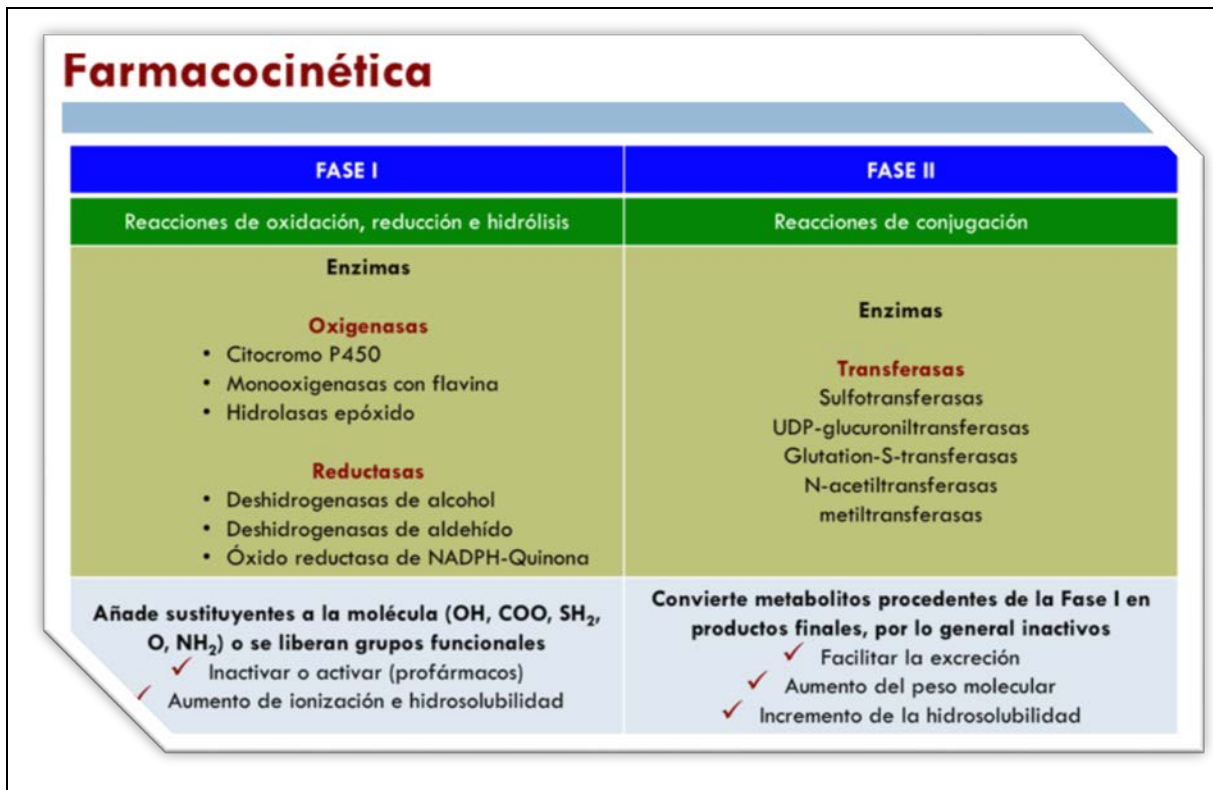 Farmacocinética
FASE I
Reacciones de oxidación, reducción e hidrólisis
Enzimas
Oxigenasas
• Citocromo P450
• Monooxigenasas con flavina
• Hidrolasas epóxido
Reductasas
• Deshidrogenasas de alcohol
• Deshidrogenasas de aldehído
• Óxido reductasa de NADPH-Quinona
Añade sustituyentes a la molécula (OH, COO, SH₂,
O, NH₂) o se liberan grupos funcionales
✓ Inactivar o activar (profármacos)
✓ Aumento de ionización e hidrosolubilidad
FASE II
Reacciones de conjugación
Enzimas
Transferasas
Sulfotransferasas
UDP-glucuroniltransferasas
Glutation-S-transferasas
N-acetiltransferasas
metiltransferasas
Convierte metabolitos procedentes de la Fase I en
productos finales, por lo general inactivos
✓ Facilitar la excreción
✓ Aumento del peso molecular
✓ Incremento de la hidrosolubilidad